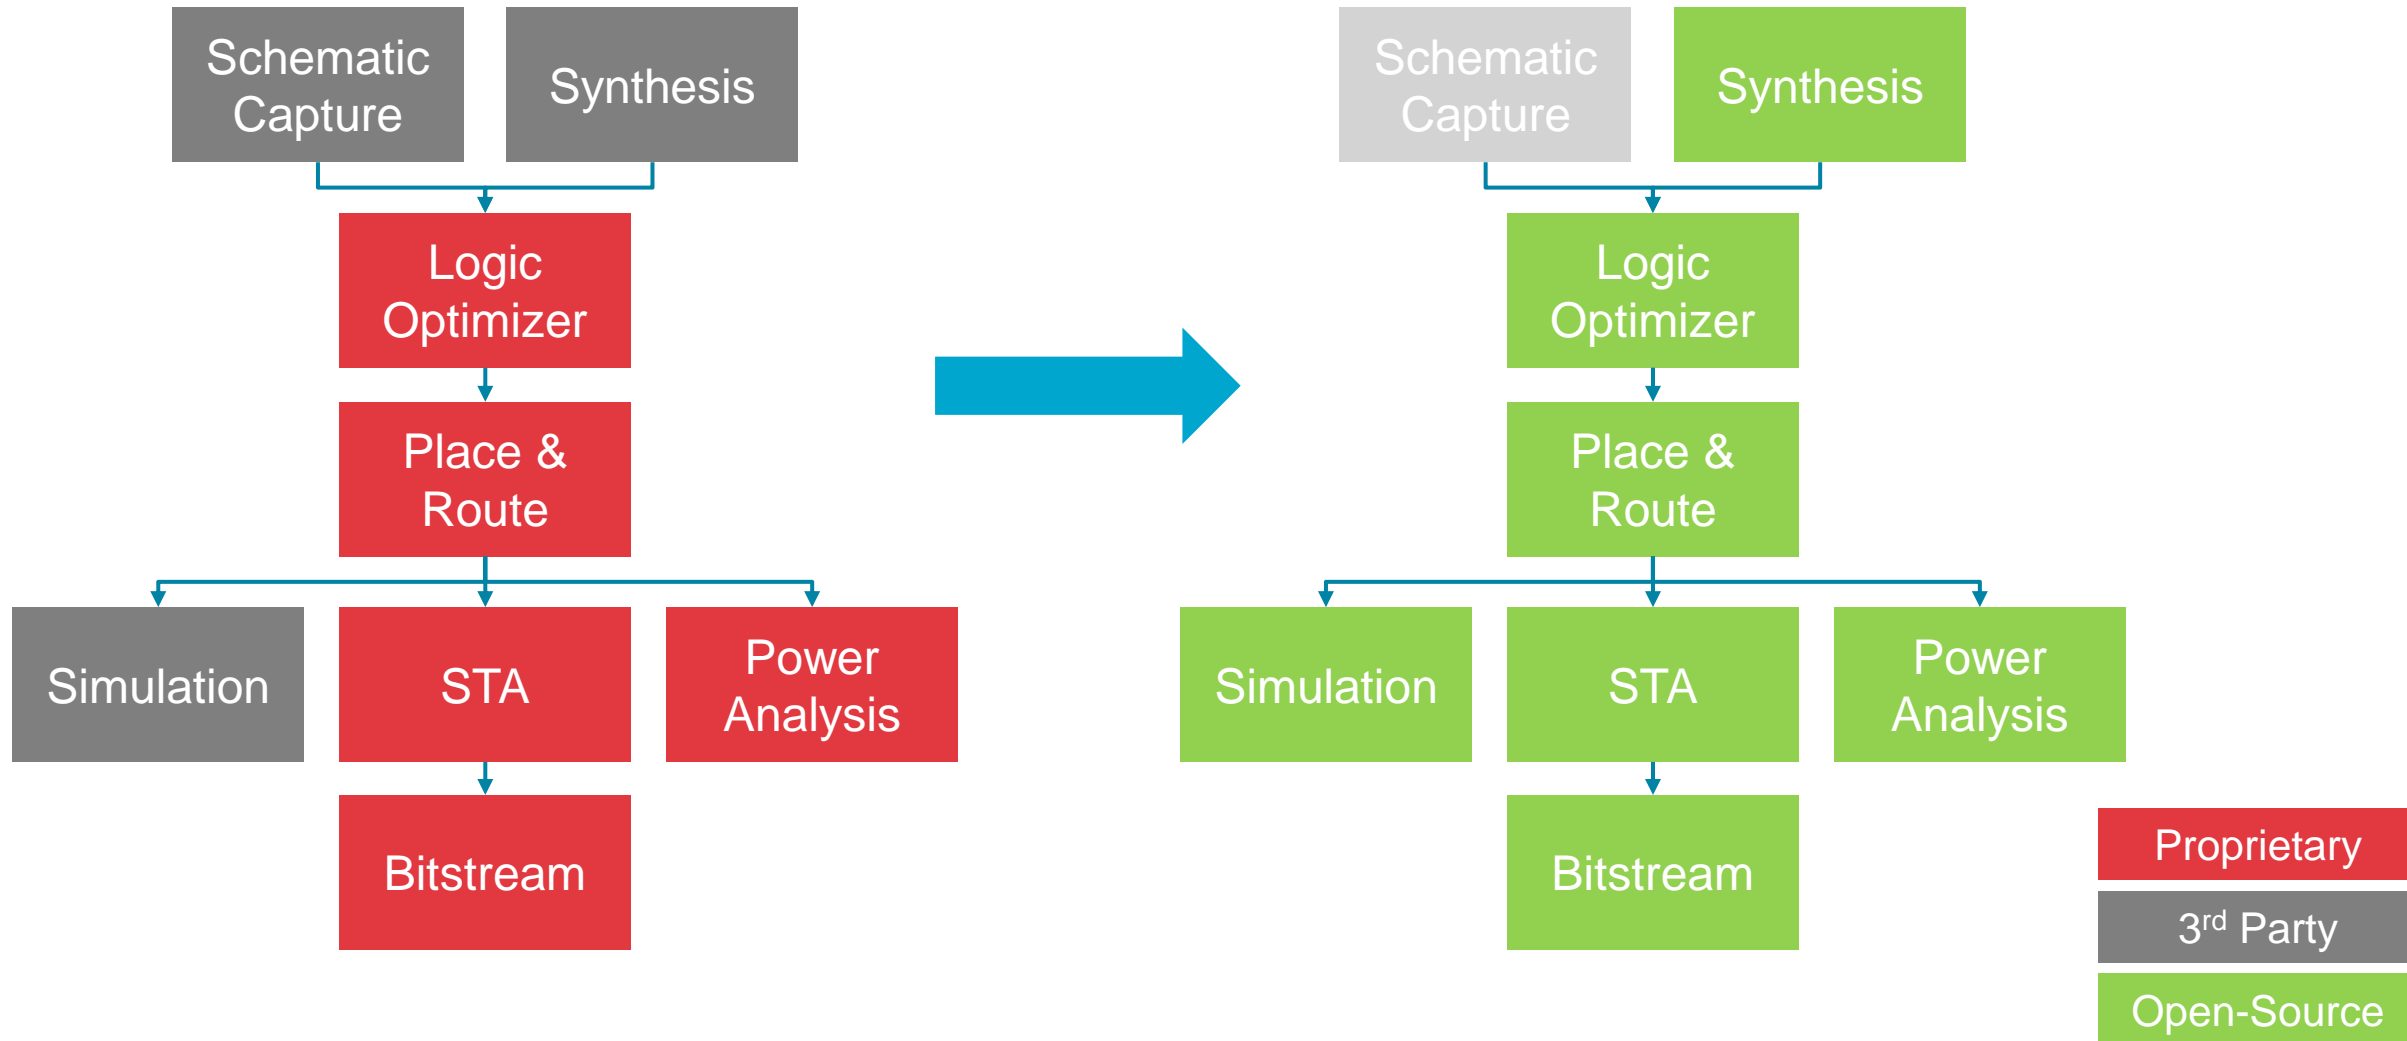 Schematic
Capture
Synthesis
Logic
Optimizer
Place &
Route
Simulation
STA
Power
Analysis
Bitstream
Schematic
Capture
Synthesis
Logic
Optimizer
Place &
Route
Simulation
STA
Power
Analysis
Bitstream
Proprietary
3rd Party
Open-Source